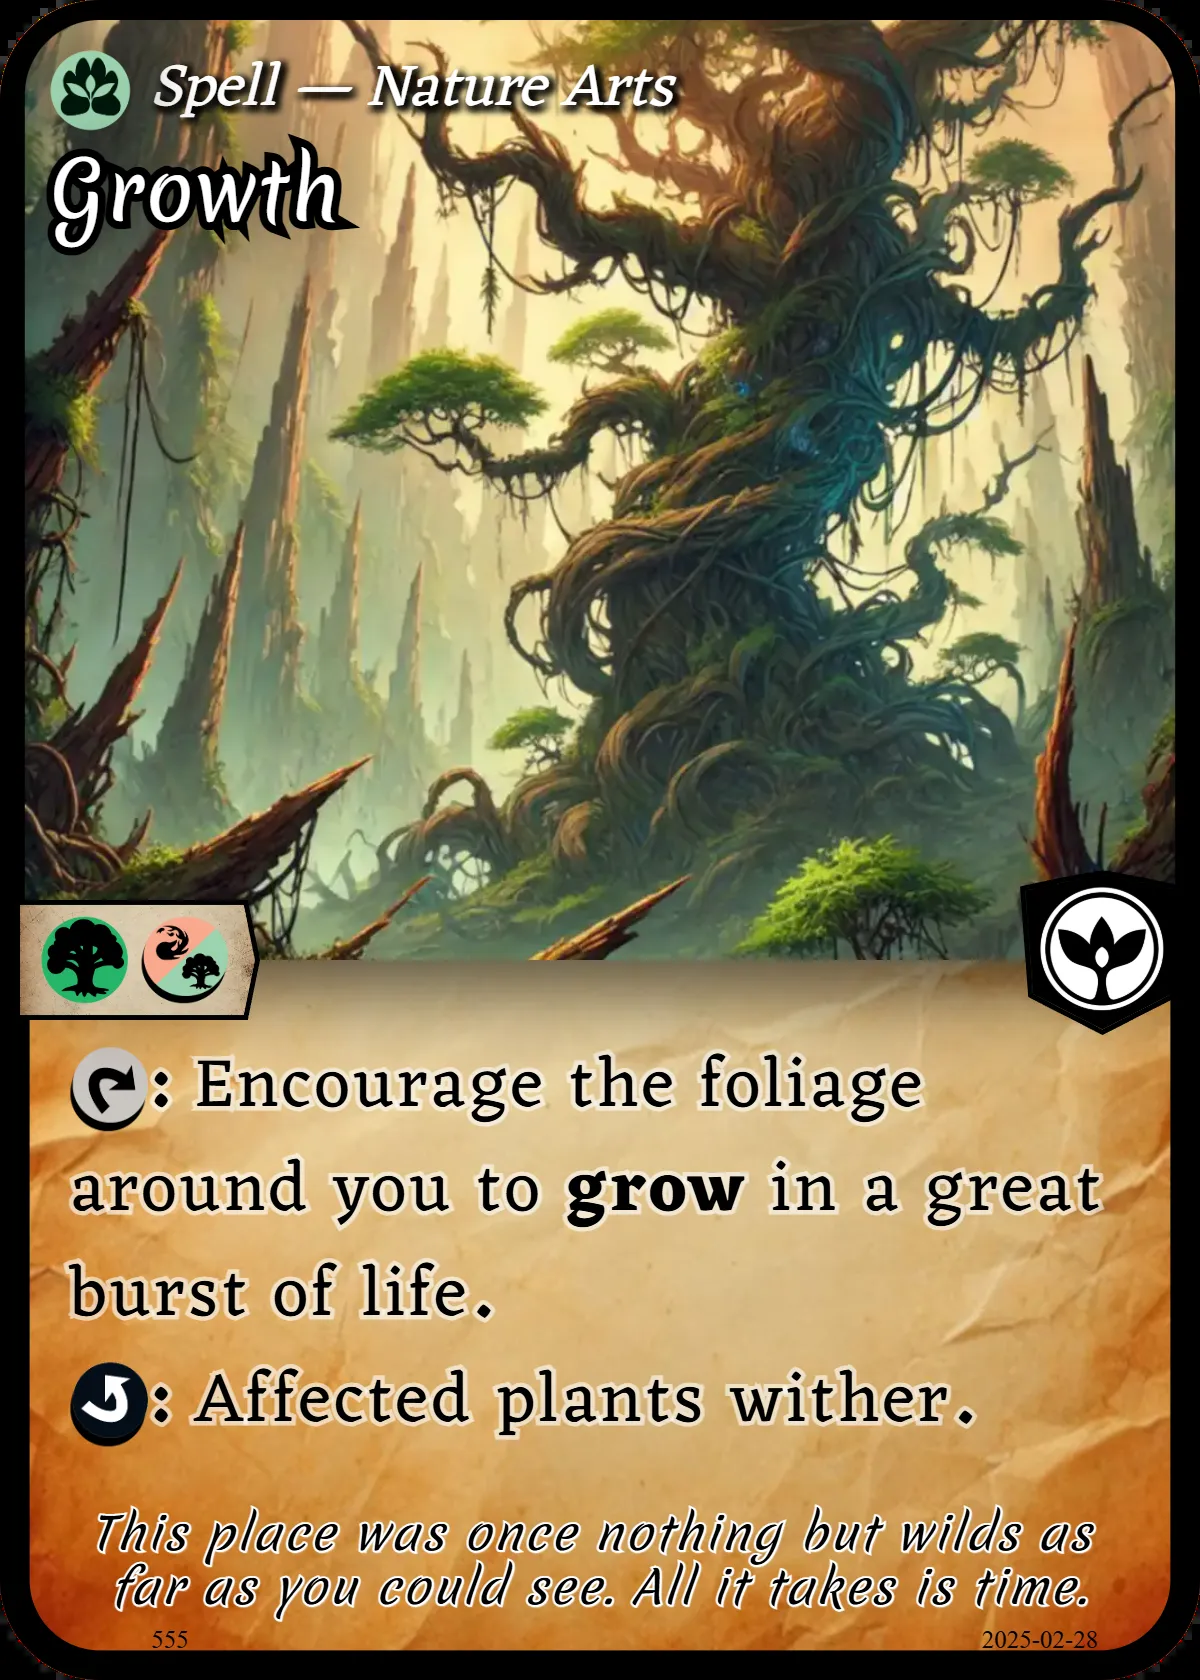 Spell — Nature Arts
Growth
: Encourage the foliage
around you to grow in a great
burst of life.
: Affected plants wither.
This place was once nothing but wilds as
far as you could see. All it takes is time.
555
2025-02-28